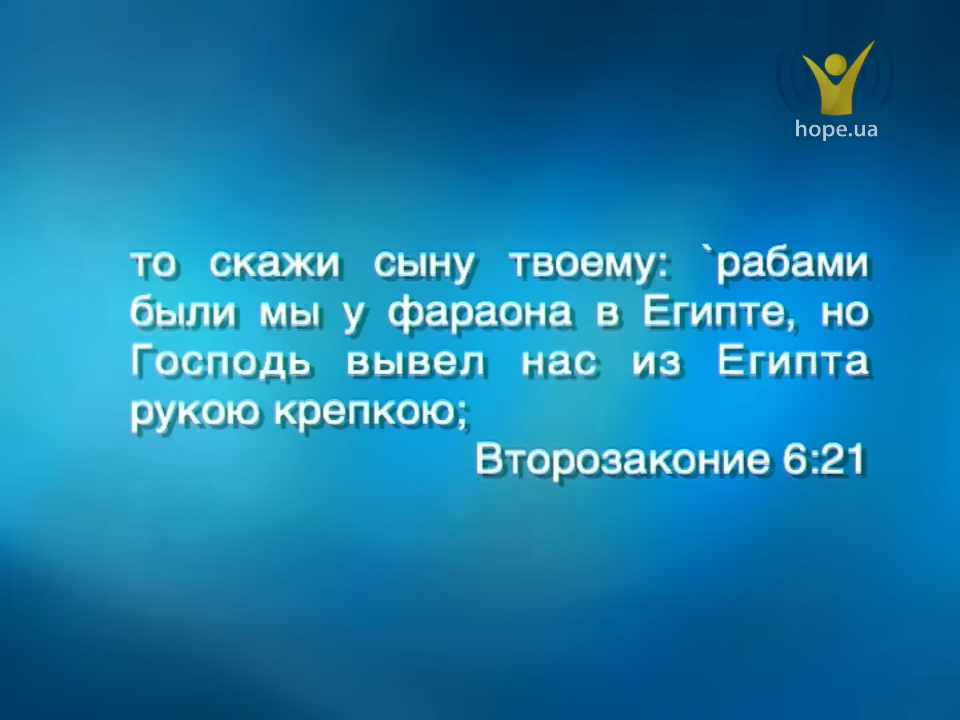 hope.ua
то скажи сыну твоему: `рабами
были мы у фараона в Египте, но
Господь вывел нас из Египта
рукою крепкою;
Второзаконие 6:21